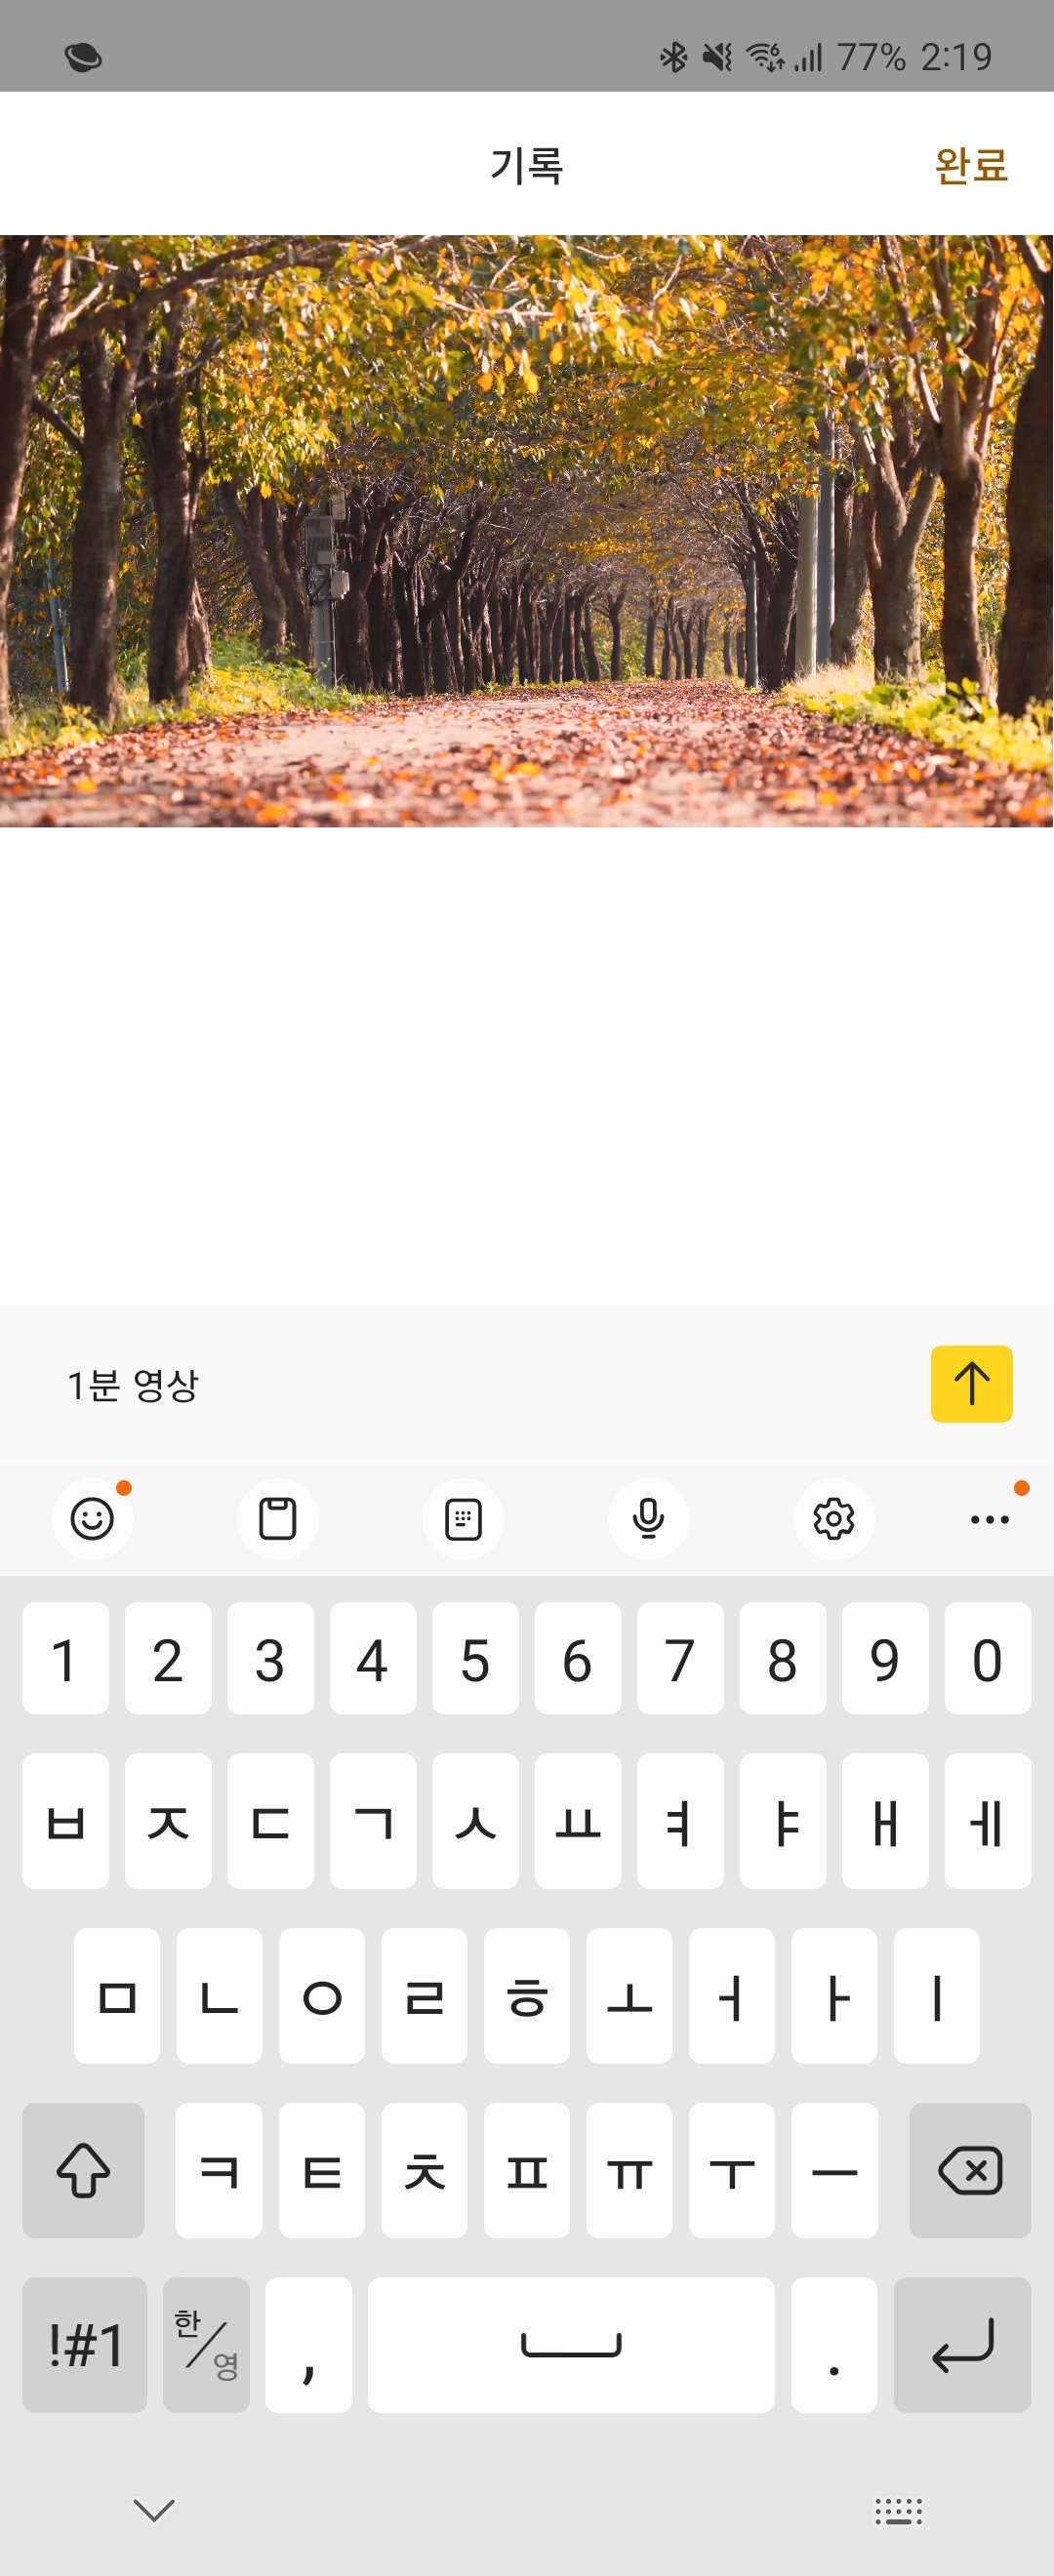 77% 2:19
기록
완료
1분 영상
1 2 3 4 5 6 7 8 9 0
ㅂ ㅈ ㄷ ㄱ ㅅ ㅛ ㅕ ㅑ ㅐ ㅔ
ㅁ ㄴ ㅇ ㄹ ㅎ ㅗ ㅓ ㅏ ㅣ
ㅋ ㅌ ㅊ ㅍ ㅠ ㅜ ㅡ
!#1 한/영 , .